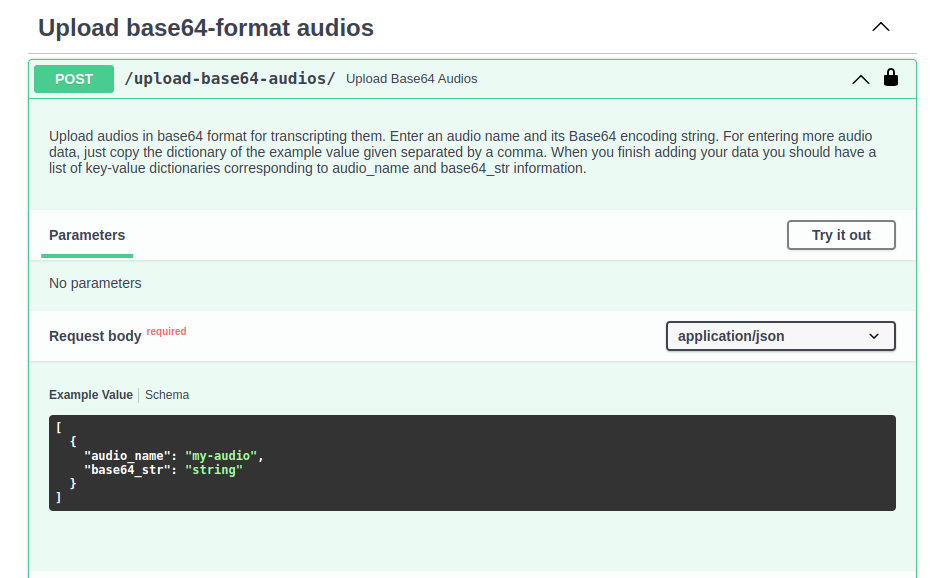 Upload base64-format audios
POST /upload-base64-audios/ Upload Base64 Audios
Upload audios in base64 format for transcripting them. Enter an audio name and its Base64 encoding string. For entering more audio
data, just copy the dictionary of the example value given separated by a comma. When you finish adding your data you should have a
list of key-value dictionaries corresponding to audio_name and base64_str information.
Parameters Try it out
No parameters
Request body required application/json
Example Value Schema
[
  {
    "audio_name": "my-audio",
    "base64_str": "string"
  }
]